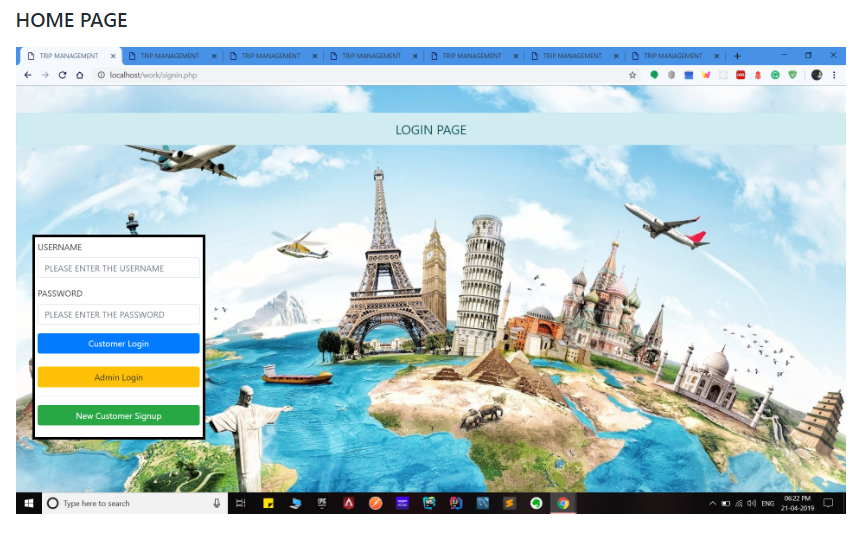 HOME PAGE
TRIP MANAGEMENT TRIP MANAGEMENT TRIP MANAGEMENT TRIP MANAGEMENT TRIP MANAGEMENT TRIP MANAGEMENT TRIP MANAGEMENT
localhost/work/signin.php
LOGIN PAGE
USERNAME
PLEASE ENTER THE USERNAME
PASSWORD
PLEASE ENTER THE PASSWORD
Customer Login
Admin Login
New Customer Signup
Type here to search
ENG
06:22 PM
21-04-2019